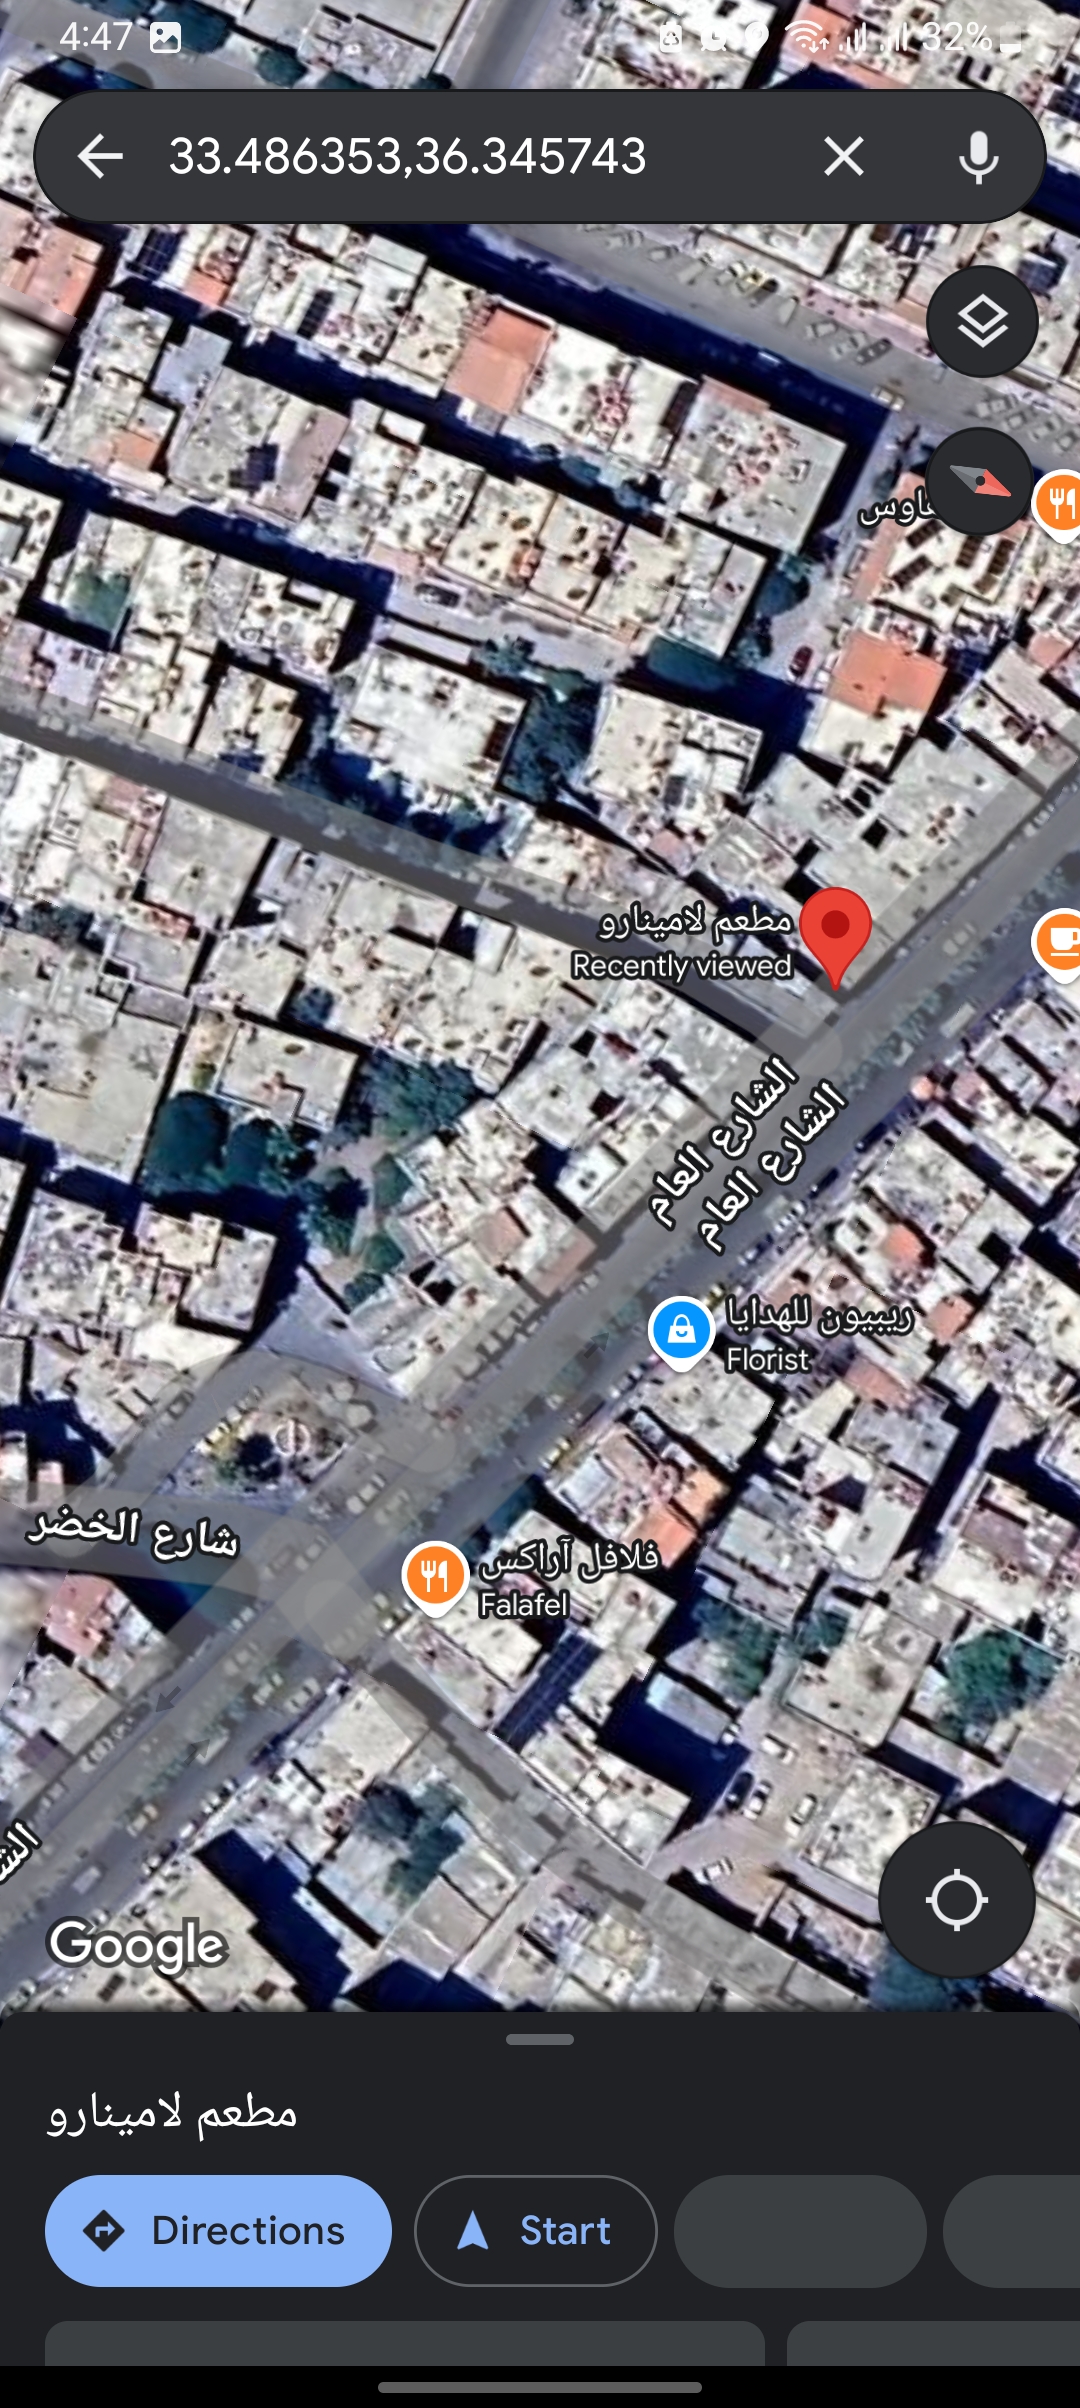 4:47
32%
33.486353,36.345743
مطعم لامينارو
Recently viewed
الشارع العام
الشارع العام
ريبيون للهدايا
Florist
شارع الخضر
فلافل آراكس
Falafel
Google
مطعم لامينارو
Directions
Start